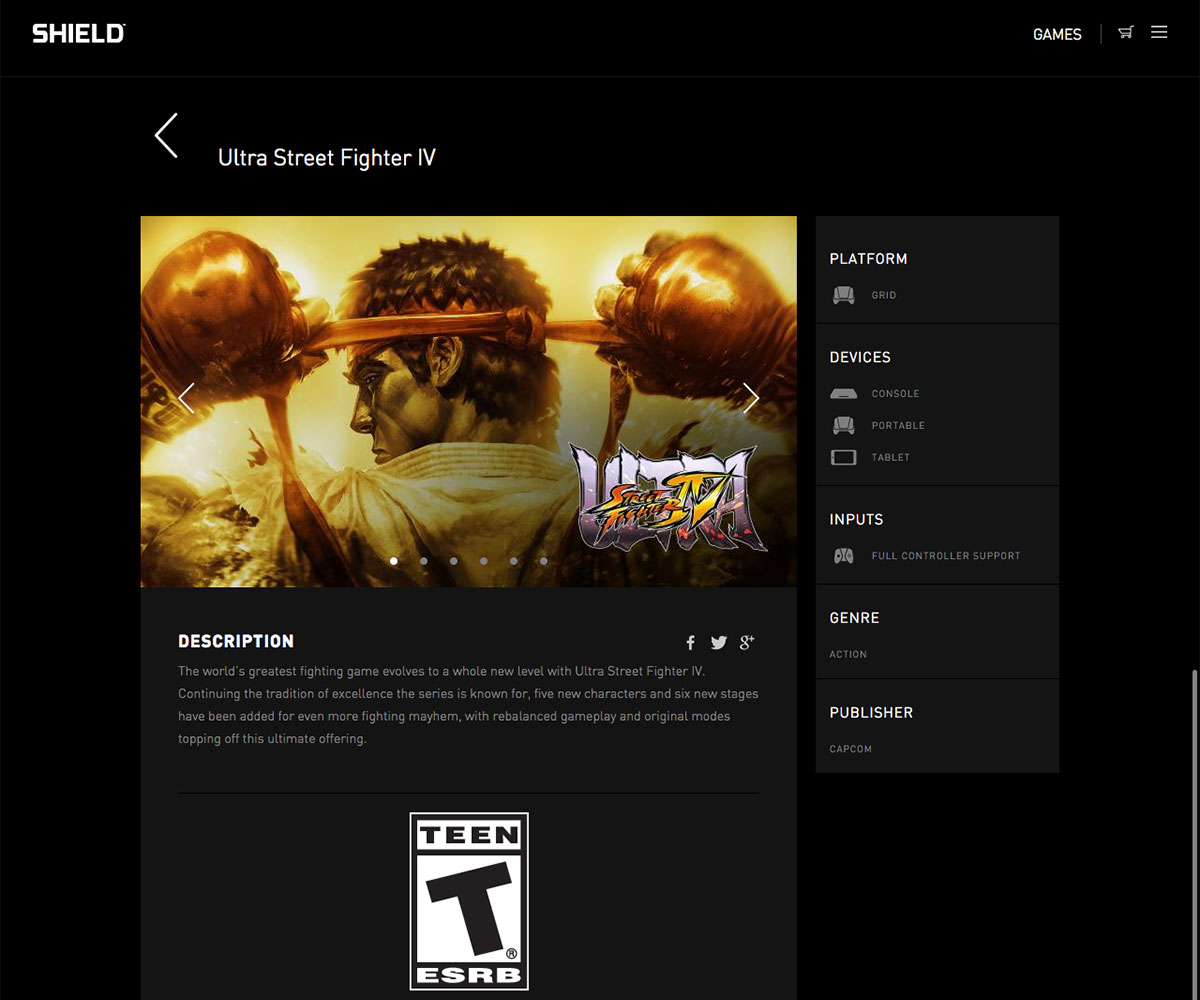 SHIELD
GAMES
Ultra Street Fighter IV
ULTRA
STREET
FIGHTER IV
DESCRIPTION
The world's greatest fighting game evolves to a whole new level with Ultra Street Fighter IV.
Continuing the tradition of excellence the series is known for, five new characters and six new stages
have been added for even more fighting mayhem, with rebalanced gameplay and original modes
topping off this ultimate offering.
TEEN
T®
ESRB
PLATFORM
GRID
DEVICES
CONSOLE
PORTABLE
TABLET
INPUTS
FULL CONTROLLER SUPPORT
GENRE
ACTION
PUBLISHER
CAPCOM